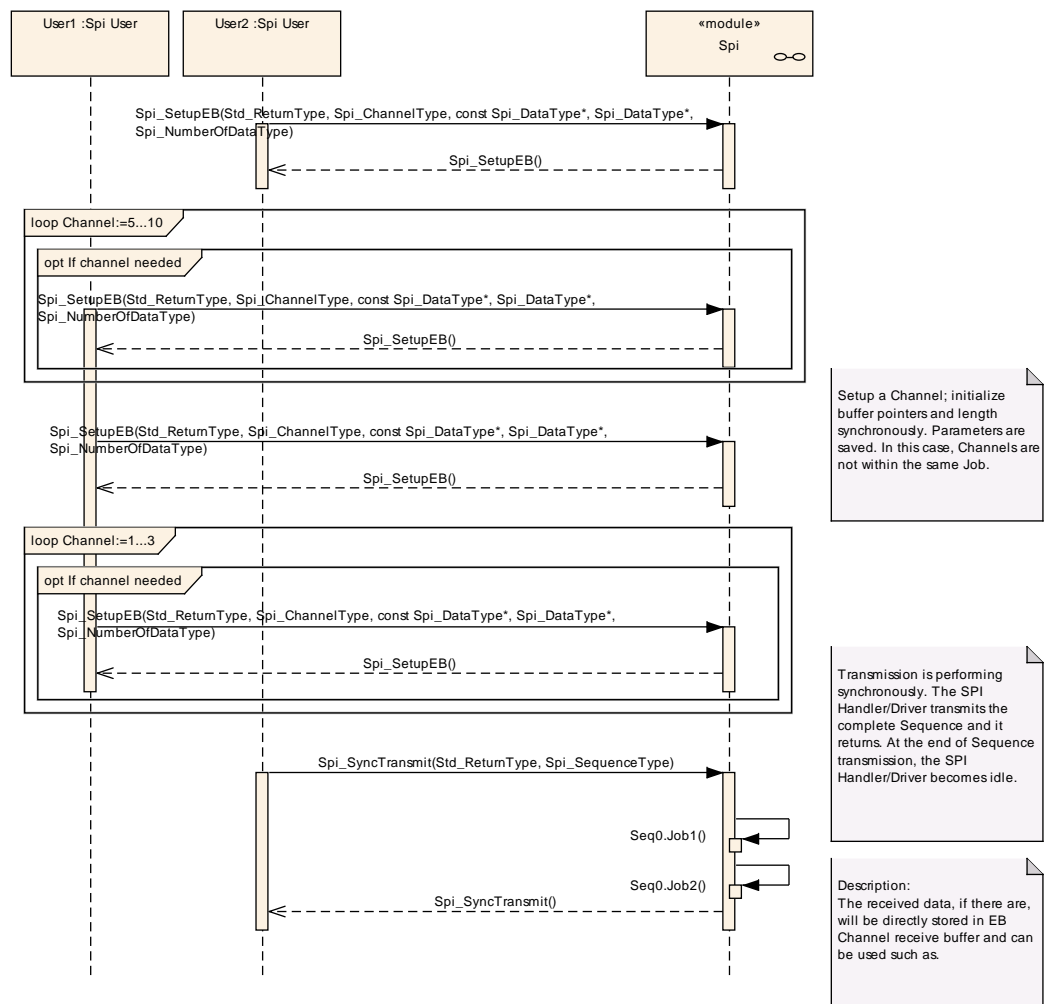 User1 :Spi User
User2 :Spi User
«module»
Spi
Spi_SetupEB(Std_ReturnType, Spi_ChannelType, const Spi_DataType*, Spi_DataType*,
Spi_NumberOfDataType)
Spi_SetupEB()
loop Channel:=5...10
opt If channel needed
Spi_SetupEB(Std_ReturnType, Spi_ChannelType, const Spi_DataType*, Spi_DataType*,
Spi_NumberOfDataType)
Spi_SetupEB()
Setup a Channel; initialize
buffer pointers and length
synchronously. Parameters are
saved. In this case, Channels are
not within the same Job.
Spi_SetupEB(Std_ReturnType, Spi_ChannelType, const Spi_DataType*, Spi_DataType*,
Spi_NumberOfDataType)
Spi_SetupEB()
loop Channel:=1...3
opt If channel needed
Spi_SetupEB(Std_ReturnType, Spi_ChannelType, const Spi_DataType*, Spi_DataType*,
Spi_NumberOfDataType)
Spi_SetupEB()
Transmission is performing
synchronously. The SPI
Handler/Driver transmits the
complete Sequence and it
returns. At the end of Sequence
transmission, the SPI
Handler/Driver becomes idle.
Spi_SyncTransmit(Std_ReturnType, Spi_SequenceType)
Seq0.Job1()
Seq0.Job2()
Spi_SyncTransmit()
Description:
The received data, if there are,
will be directly stored in EB
Channel receive buffer and can
be used such as.